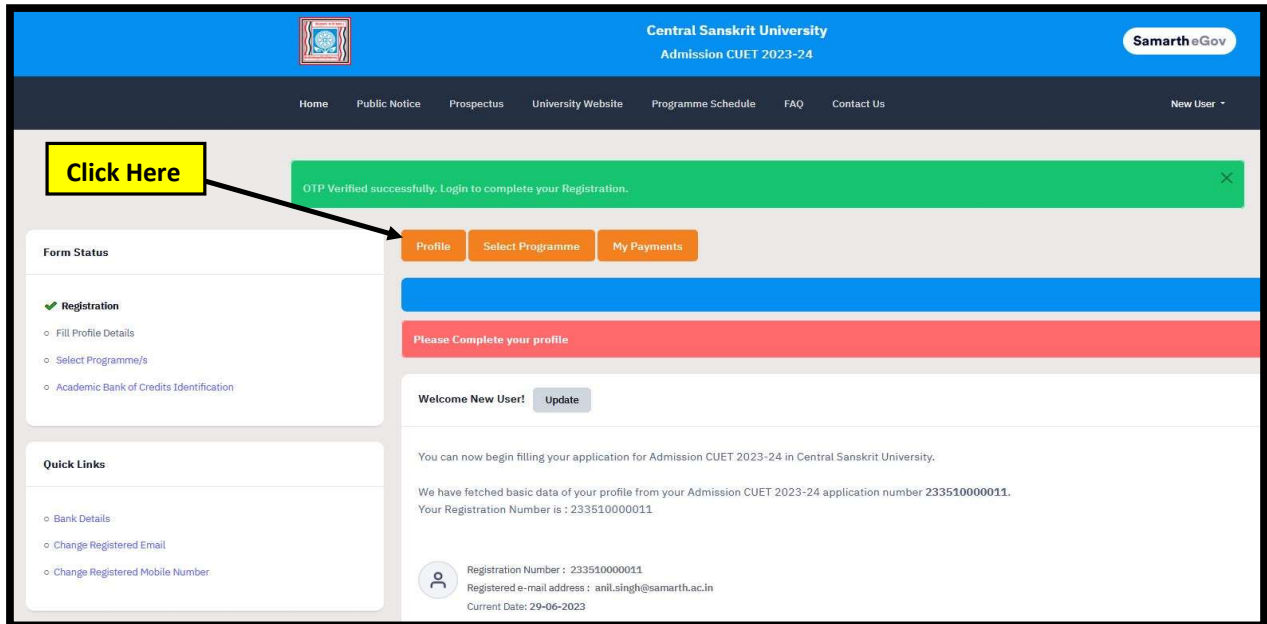 Central Sanskrit University
Admission CUET 2023-24
Samarth eGov
Home Public Notice Prospectus University Website Programme Schedule FAQ Contact Us New User
Click Here
OTP Verified successfully. Login to complete your Registration.
Profile Select Programme My Payments
Form Status
Registration
Fill Profile Details
Select Programme/s
Academic Bank of Credits Identification
Quick Links
Bank Details
Change Registered Email
Change Registered Mobile Number
Please Complete your profile
Welcome New User! Update
You can now begin filling your application for Admission CUET 2023-24 in Central Sanskrit University.
We have fetched basic data of your profile from your Admission CUET 2023-24 application number 233510000011.
Your Registration Number is : 233510000011
Registration Number : 233510000011
Registered e-mail address : anil.singh@samarth.ac.in
Current Date: 29-06-2023